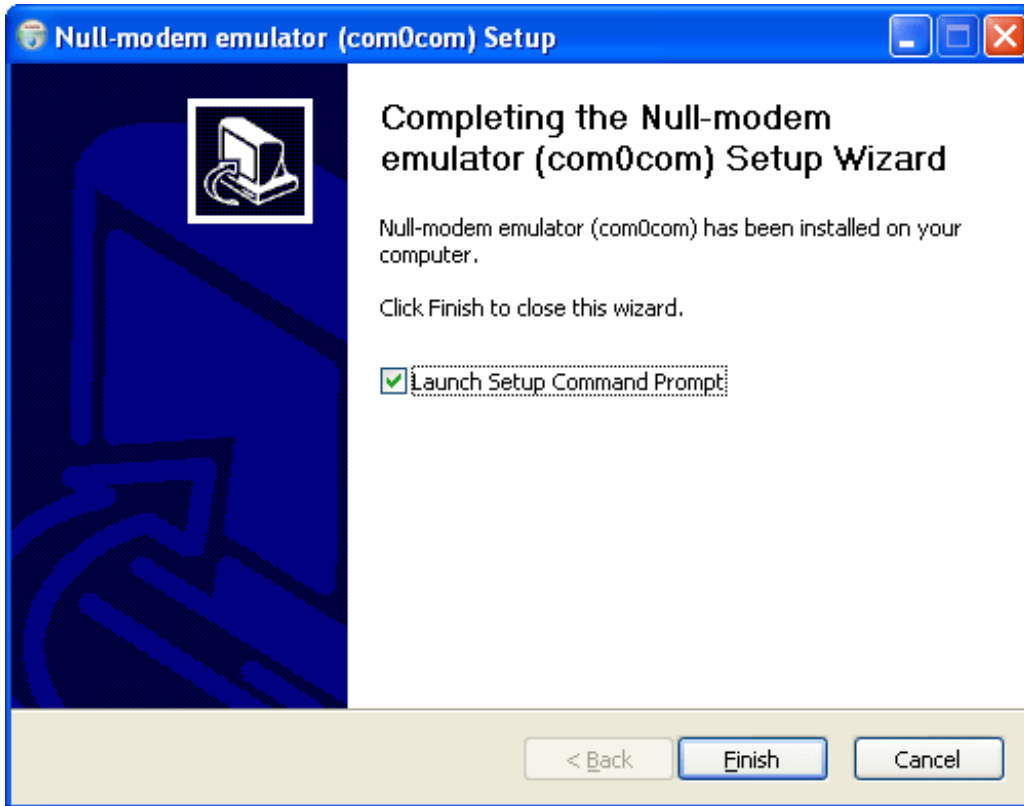 Null-modem emulator (com0com) Setup
Completing the Null-modem
emulator (com0com) Setup Wizard
Null-modem emulator (com0com) has been installed on your
computer.
Click Finish to close this wizard.
Launch Setup Command Prompt
< Back Finish Cancel